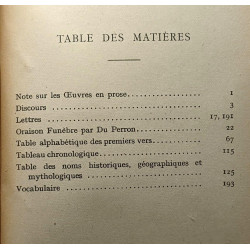 TABLE DES MATIÈRES
Note sur les Œuvres en prose . . 1
Discours . . . . 3
Lettres . . . . 17, 191
Oraison Funèbre par Du Perron . . 22
Table alphabétique des premiers vers. . 67
Tableau chronologique . . . . 115
Table des noms historiques, géographiques et
mythologiques . . . . 125
Vocabulaire . . . . 193